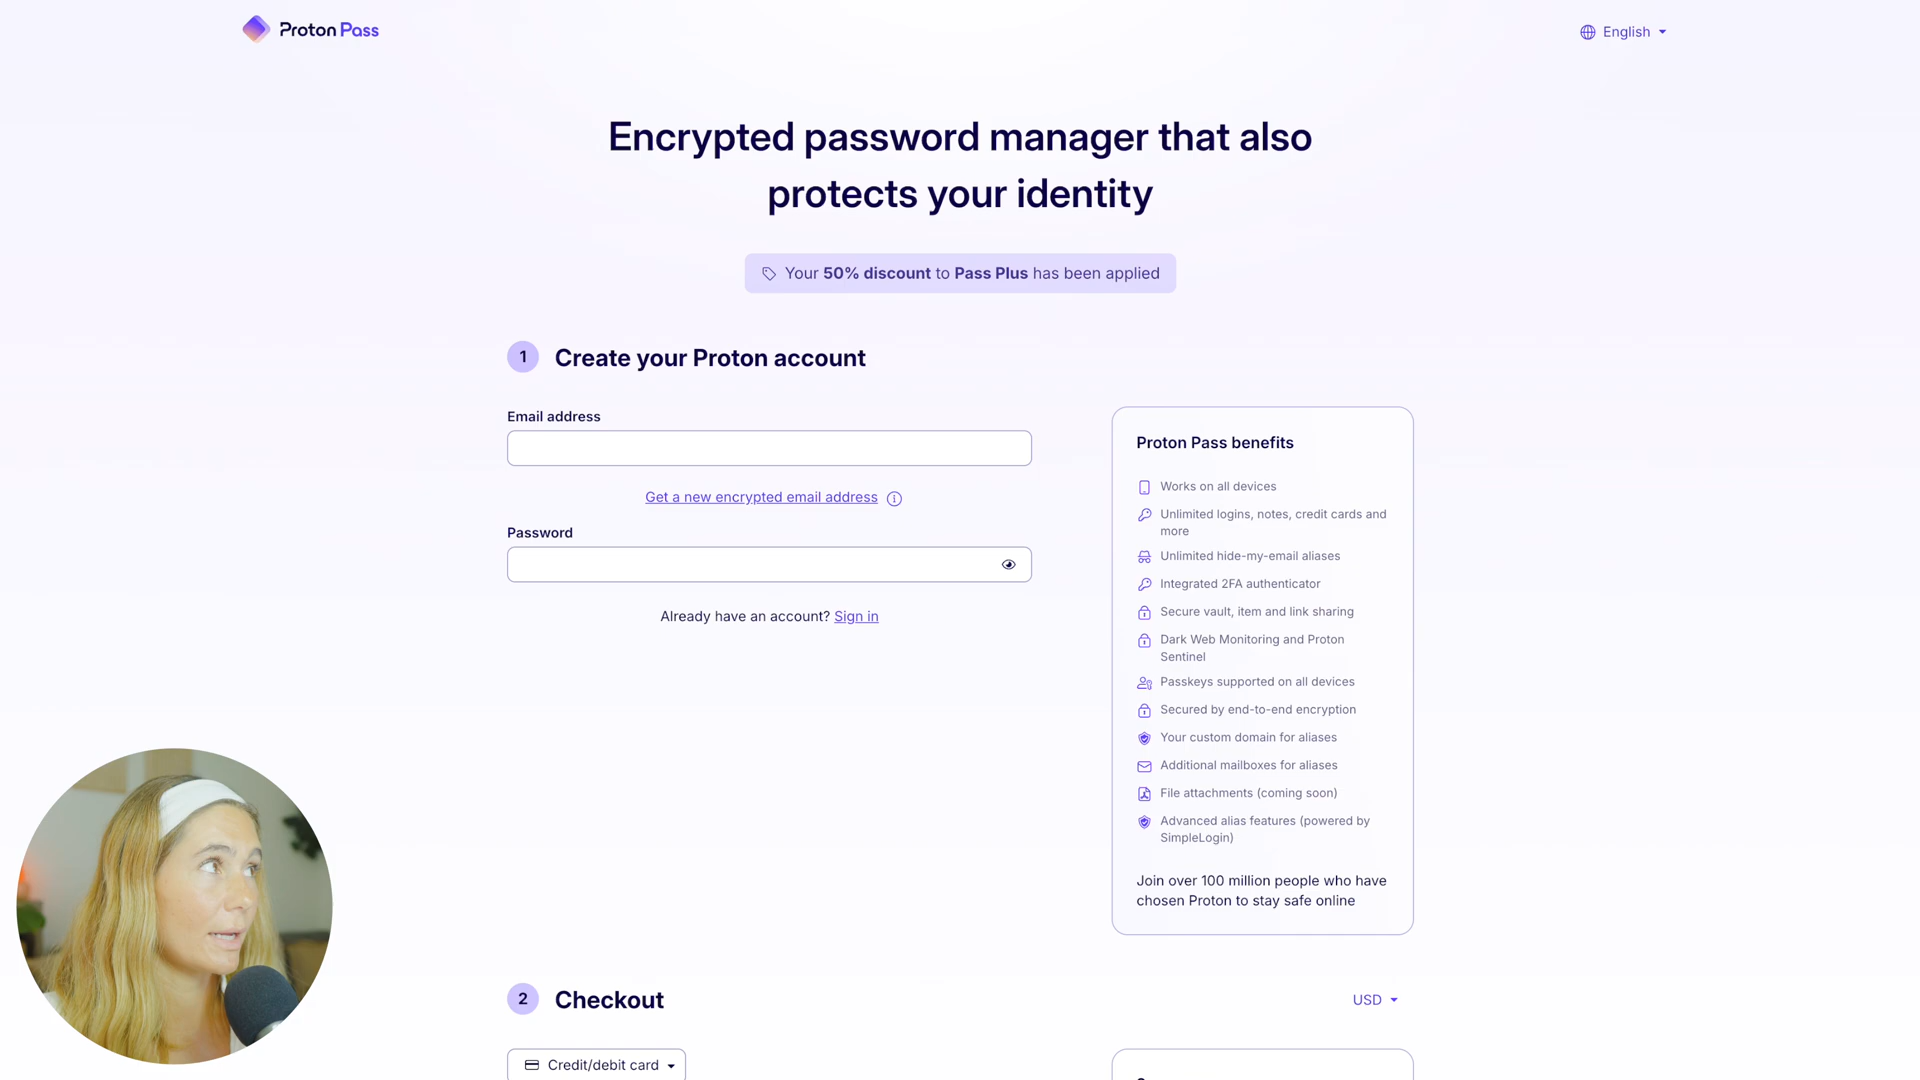 Proton Pass
English
Encrypted password manager that also
protects your identity
Your 50% discount to Pass Plus has been applied
1 Create your Proton account
Email address
Get a new encrypted email address
Password
Already have an account? Sign in
Proton Pass benefits
Works on all devices
Unlimited logins, notes, credit cards and
more
Unlimited hide-my-email aliases
Integrated 2FA authenticator
Secure vault, item and link sharing
Dark Web Monitoring and Proton
Sentinel
Passkeys supported on all devices
Secured by end-to-end encryption
Your custom domain for aliases
Additional mailboxes for aliases
File attachments (coming soon)
Advanced alias features (powered by
SimpleLogin)
Join over 100 million people who have
chosen Proton to stay safe online
2 Checkout
USD
Credit/debit card